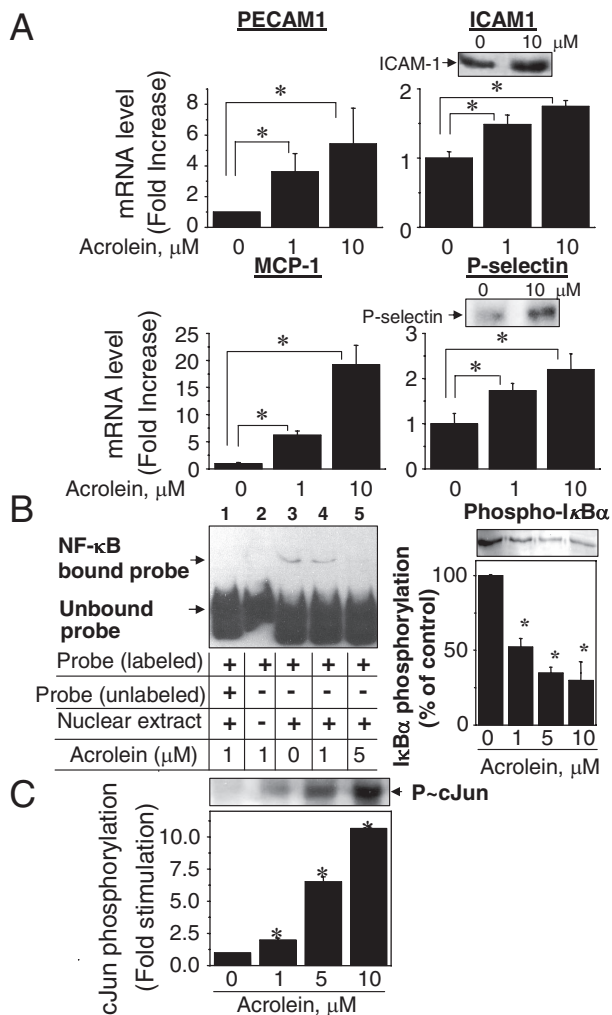 A
PECAM1
ICAM1
0 10 μM
ICAM-1
mRNA level
(Fold Increase)
8
6
4
2
0
*
*
2
1
0
*
*
Acrolein, μM 0 1 10
0 1 10
MCP-1
P-selectin
0 10 μM
P-selectin
mRNA level
(Fold Increase)
25
20
15
10
5
0
*
*
2
1
0
*
*
Acrolein, μM 0 1 10
0 1 10
B
1 2 3 4 5
NF-κB
bound probe
Unbound
probe
Probe (labeled) + + + + +
Probe (unlabeled) + - - - -
Nuclear extract + - + + +
Acrolein (μM) 1 1 0 1 5
Phospho-IκBα
IκBα phosphorylation
(% of control)
100
50
0
* * *
0 1 5 10
Acrolein, μM
C
P~cJun
cJun phosphorylation
(Fold stimulation)
10.0
7.5
5.0
2.5
0.0
* * *
0 1 5 10
Acrolein, μM